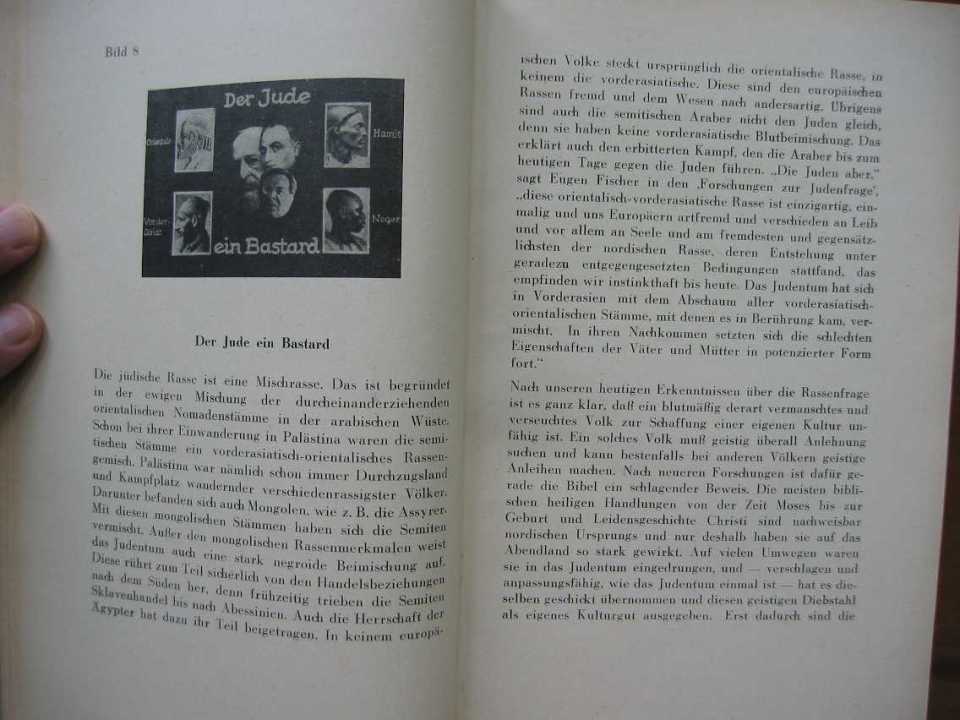 Bild 8
Der Jude
Orientale
Hamit
Vorder-
Asiat
Neger
ein Bastard
Der Jude ein Bastard
Die jüdische Rasse ist eine Mischrasse. Das ist begründet
in der ewigen Mischung der durcheinanderziehenden
orientalischen Nomadenstämme in der arabischen Wüste.
Schon bei ihrer Einwanderung in Palästina waren die semi-
tischen Stämme ein vorderasiatisch-orientalisches Rassen-
gemisch. Palästina war nämlich schon immer Durchzugsland
und Kampfplatz wandernder verschiedenrassigster Völker.
Darunter befanden sich auch Mongolen, wie z. B. die Assyrer.
Mit diesen mongolischen Stämmen haben sich die Semiten
vermischt. Außer den mongolischen Rassenmerkmalen weist
das Judentum auch eine stark negroide Beimischung auf.
Diese rührt zum Teil sicherlich von den Handelsbeziehungen
nach dem Süden her, denn frühzeitig trieben die Semiten
Sklavenhandel bis nach Abessinien. Auch die Herrschaft der
Ägypter hat dazu ihr Teil beigetragen. In keinem europä-
ischen Volke steckt ursprünglich die orientalische Rasse, in
keinem die vorderasiatische. Diese sind den europäischen
Rassen fremd und dem Wesen nach andersartig. Übrigens
sind auch die semitischen Araber nicht den Juden gleich,
denn sie haben keine vorderasiatische Blutbeimischung. Das
erklärt auch den erbitterten Kampf, den die Araber bis zum
heutigen Tage gegen die Juden führen. „Die Juden aber,"
sagt Eugen Fischer in den ‚Forschungen zur Judenfrage',
„diese orientalisch-vorderasiatische Rasse ist einzigartig, ein-
malig und uns Europäern artfremd und verschieden an Leib
und vor allem an Seele und am fremdesten und gegensätz-
lichsten der nordischen Rasse, deren Entstehung unter
geradezu entgegengesetzten Bedingungen stattfand, das
empfinden wir instinkthaft bis heute. Das Judentum hat sich
in Vorderasien mit dem Abschaum aller vorderasiatisch-
orientalischen Stämme, mit denen es in Berührung kam, ver-
mischt. In ihren Nachkommen setzten sich die schlechten
Eigenschaften der Väter und Mütter in potenzierter Form
fort."
Nach unseren heutigen Erkenntnissen über die Rassenfrage
ist es ganz klar, daß ein blutmäßig derart vermanschtes und
verseuchtes Volk zur Schaffung einer eigenen Kultur un-
fähig ist. Ein solches Volk muß geistig überall Anlehnung
suchen und kann bestenfalls bei anderen Völkern geistige
Anleihen machen. Nach neueren Forschungen ist dafür ge-
rade die Bibel ein schlagender Beweis. Die meisten bibli-
schen heiligen Handlungen von der Zeit Moses bis zur
Geburt und Leidensgeschichte Christi sind nachweisbar
nordischen Ursprungs und nur deshalb haben sie auf das
Abendland so stark gewirkt. Auf vielen Umwegen waren
sie in das Judentum eingedrungen, und — verschlagen und
anpassungsfähig, wie das Judentum einmal ist — hat es die-
selben geschickt übernommen und diesen geistigen Diebstahl
als eigenes Kulturgut ausgegeben. Erst dadurch sind die